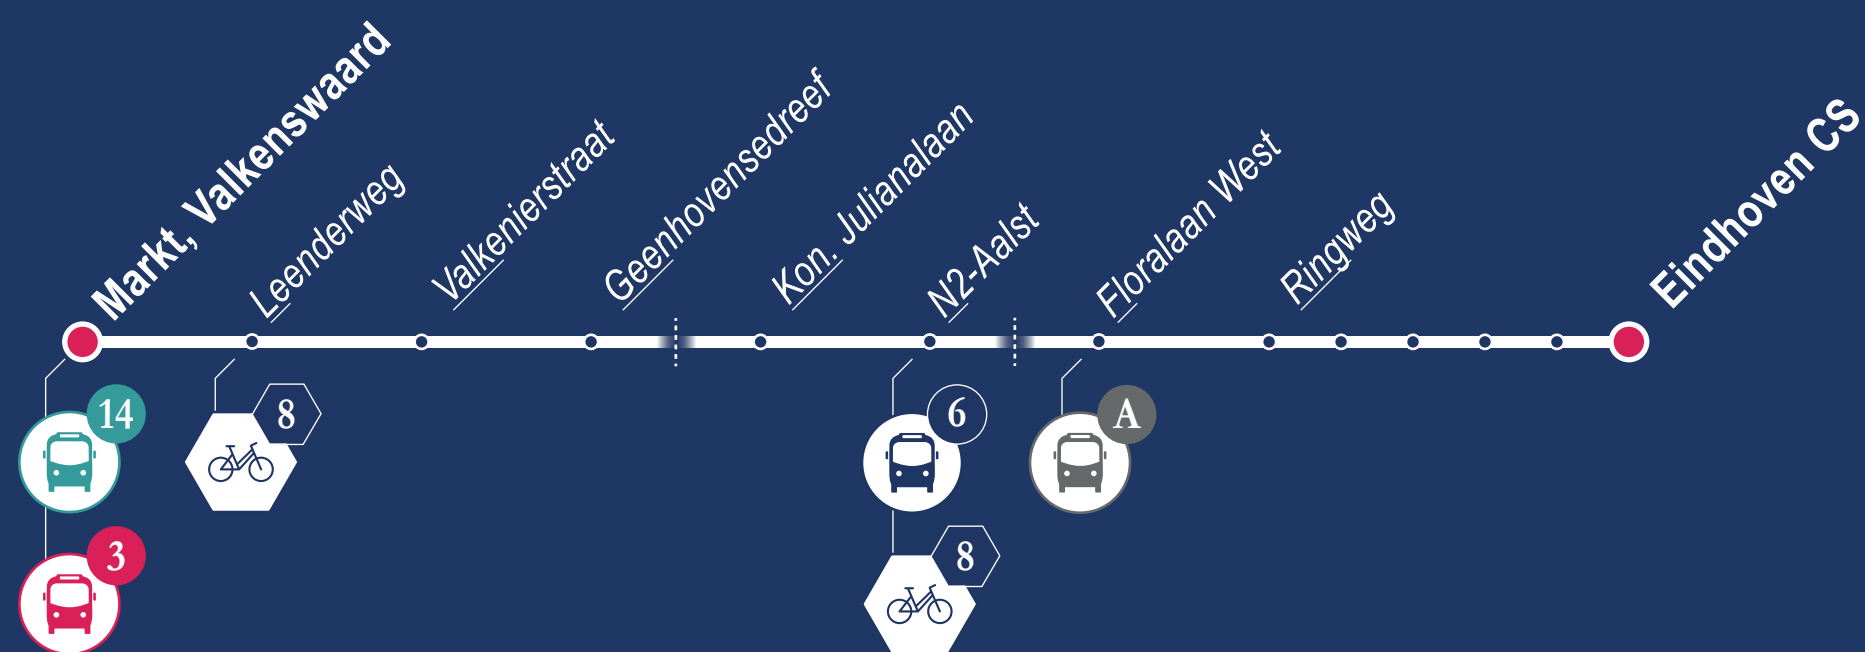 Markt, Valkenswaard
Leenderweg
Valkenierstraat
Geenhovensedreef
Kon. Julianalaan
N2-Aalst
Floralaan West
Ringweg
Eindhoven CS
14
8
6
A
3
8